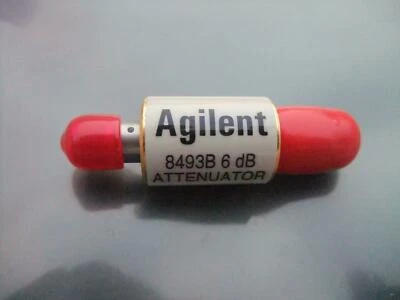 Agilent
8493B 6 dB
ATTENUATOR